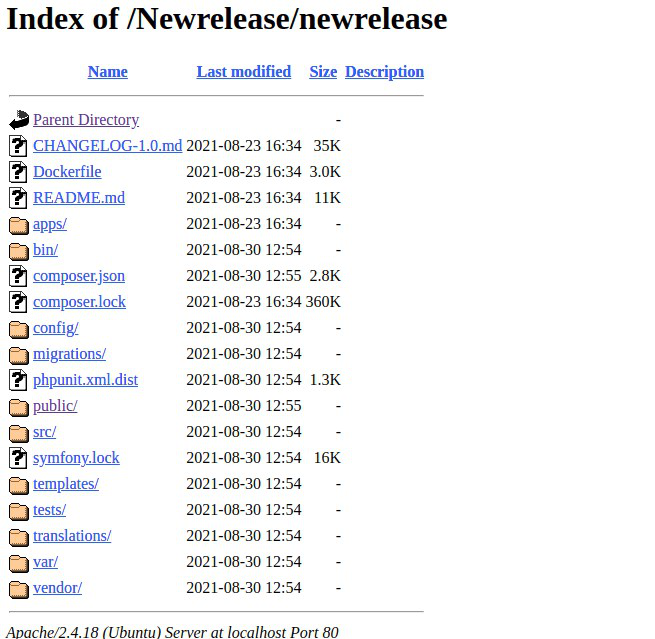 Index of /Newrelease/newrelease
Name Last modified Size Description
Parent Directory -
CHANGELOG-1.0.md 2021-08-23 16:34 35K
Dockerfile 2021-08-23 16:34 3.0K
README.md 2021-08-23 16:34 11K
apps/ 2021-08-23 16:34 -
bin/ 2021-08-30 12:54 -
composer.json 2021-08-30 12:55 2.8K
composer.lock 2021-08-23 16:34 360K
config/ 2021-08-30 12:54 -
migrations/ 2021-08-30 12:54 -
phpunit.xml.dist 2021-08-30 12:54 1.3K
public/ 2021-08-30 12:55 -
src/ 2021-08-30 12:54 -
symfony.lock 2021-08-30 12:54 16K
templates/ 2021-08-30 12:54 -
tests/ 2021-08-30 12:54 -
translations/ 2021-08-30 12:54 -
var/ 2021-08-30 12:54 -
vendor/ 2021-08-30 12:54 -
Apache/2.4.18 (Ubuntu) Server at localhost Port 80